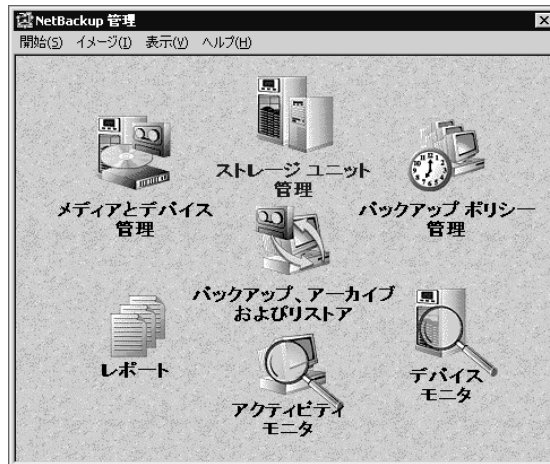 NetBackup 管理
開始(S) イメージ(I) 表示(V) ヘルプ(H)
ストレージ ユニット
管理
メディアとデバイス
管理
バックアップ ポリシー
管理
バックアップ、アーカイブ
およびリストア
レポート
デバイス
モニタ
アクティビティ
モニタ